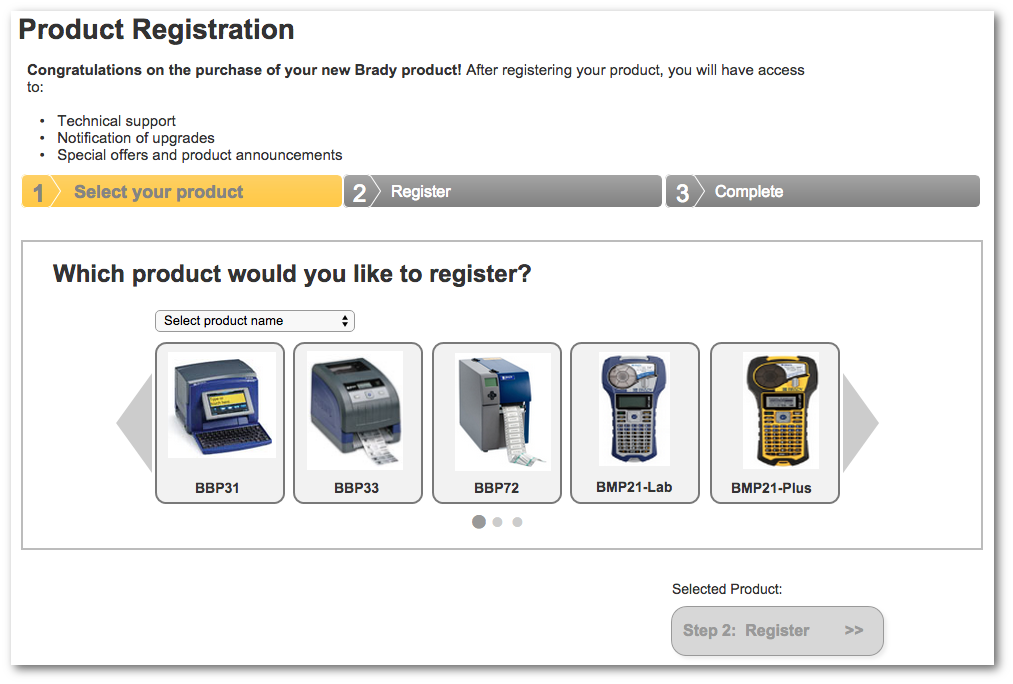 Product Registration
Congratulations on the purchase of your new Brady product! After registering your product, you will have access
to:
• Technical support
• Notification of upgrades
• Special offers and product announcements
1 Select your product 2 Register 3 Complete
Which product would you like to register?
Select product name
BBP31 BBP33 BBP72 BMP21-Lab BMP21-Plus
Selected Product:
Step 2: Register >>